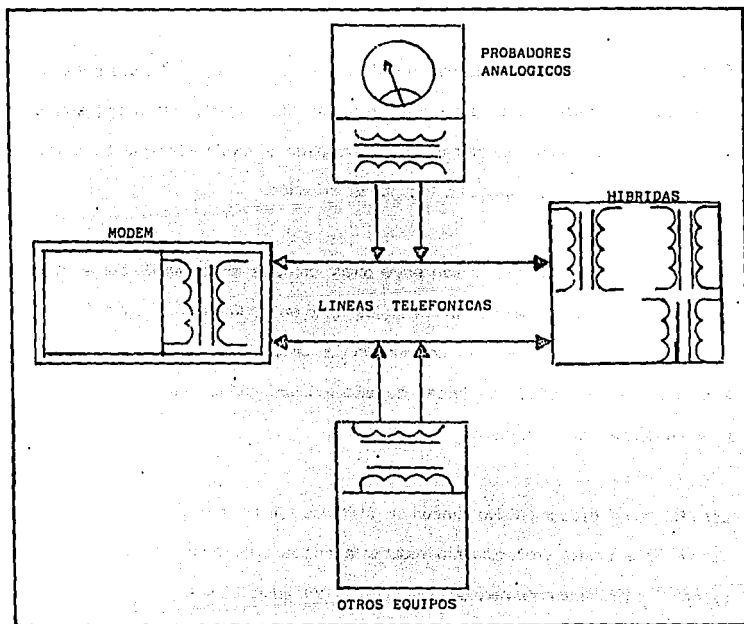 PROBADORES
ANALOGICOS
HIBRIDAS
MODEM
LINEAS TELEFONICAS
OTROS EQUIPOS